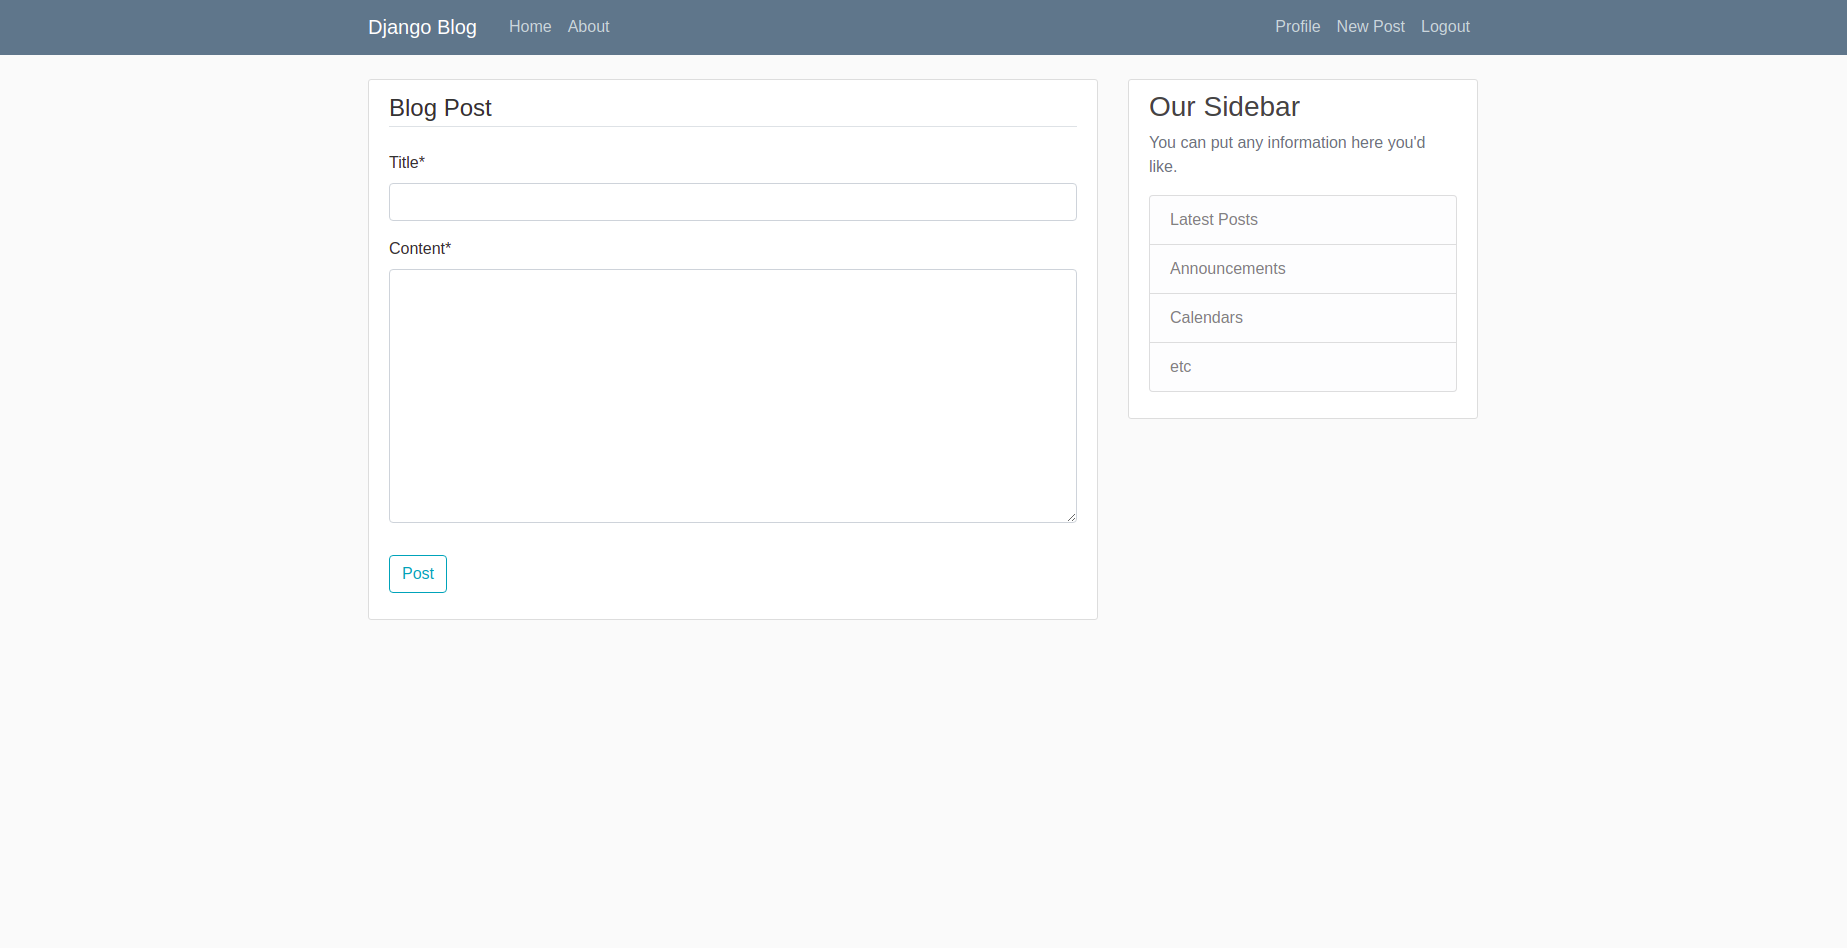 Django Blog Home About Profile New Post Logout
Blog Post
Title*
Content*
Post
Our Sidebar
You can put any information here you'd
like.
Latest Posts
Announcements
Calendars
etc